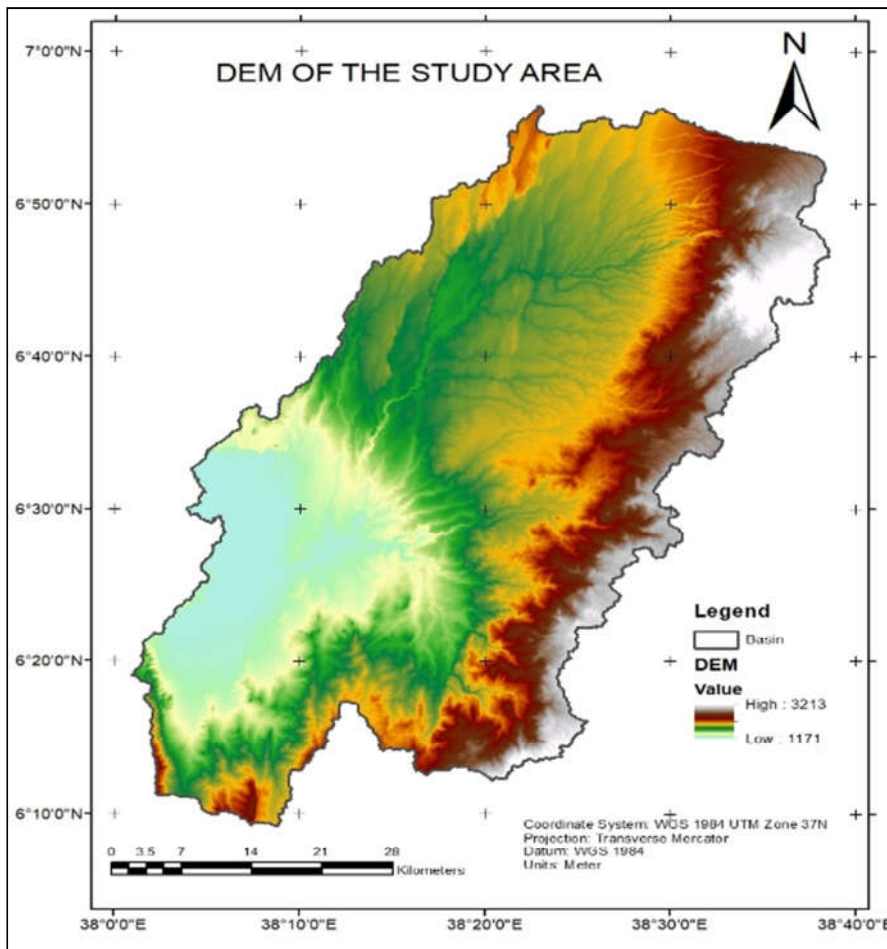 DEM OF THE STUDY AREA
N
7°0'0"N
6°50'0"N
6°40'0"N
6°30'0"N
6°20'0"N
6°10'0"N
Legend
Basin
DEM
Value
High : 3213
Low : 1171
Coordinate System: WGS 1984 UTM Zone 37N
Projection: Transverse Mercator
Datum: WGS 1984
Units: Meter
0 3.5 7 14 21 28
Kilometers
38°0'0"E 38°10'0"E 38°20'0"E 38°30'0"E 38°40'0"E